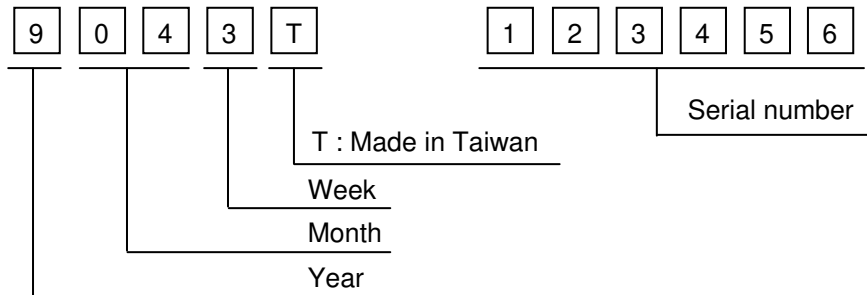 9 0 4 3 T 1 2 3 4 5 6
Serial number
T : Made in Taiwan
Week
Month
Year